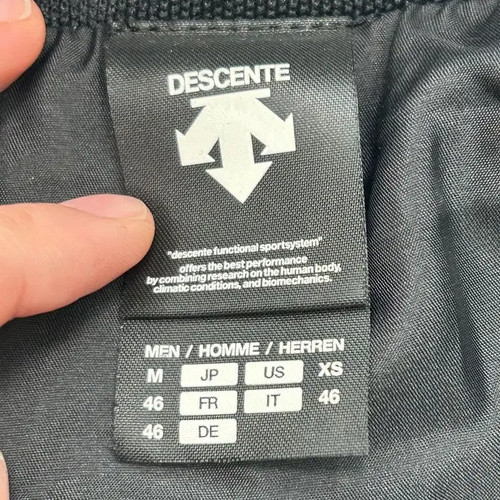 DESCENTE
"descente functional sportsystem"
offers the best performance
by combining research on the human body,
climatic conditions, and biomechanics.
MEN / HOMME / HERREN
M JP US XS
46 FR IT 46
46 DE